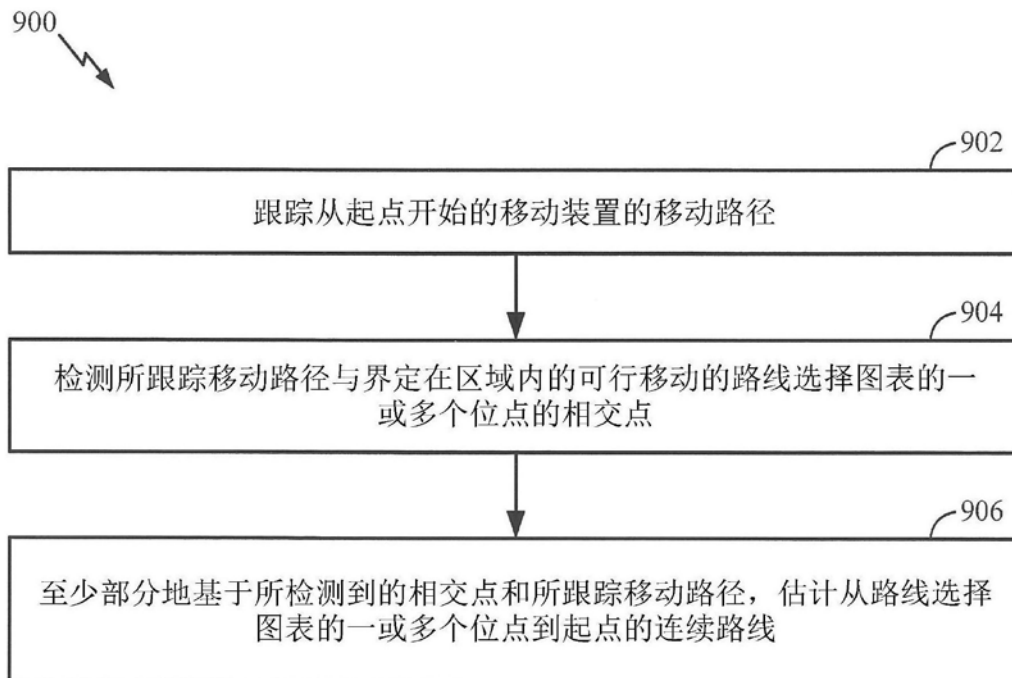 900
902
跟踪从起点开始的移动装置的移动路径
904
检测所跟踪移动路径与界定在区域内的可行移动的路线选择图表的一
或多个位点的相交点
906
至少部分地基于所检测到的相交点和所跟踪移动路径，估计从路线选择
图表的一或多个位点到起点的连续路线